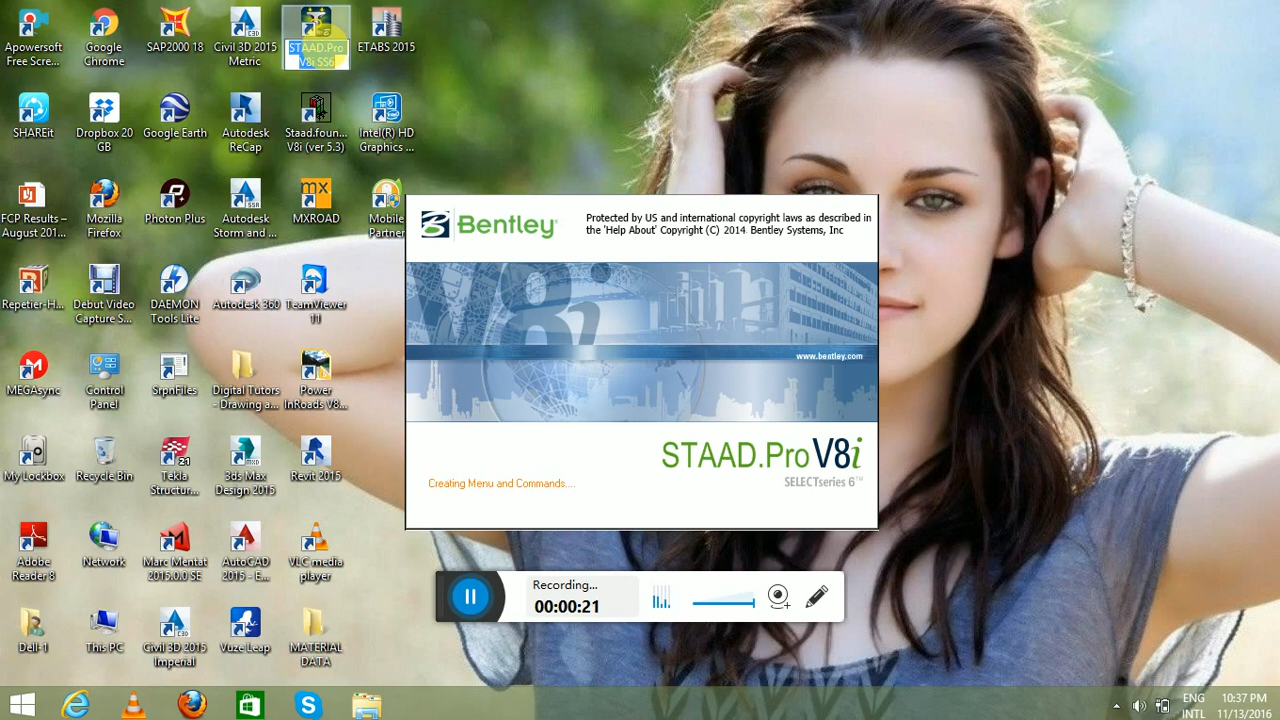 Apowersoft
Free Scre...
Google
Chrome
SAP2000 18
Civil 3D 2015
Metric
STAAD.Pro
V8i SS6
ETABS 2015
SHAREit
Dropbox 20
GB
Google Earth
Autodesk
ReCap
Staad.foun...
V8i (ver 5.3)
Intel(R) HD
Graphics ...
FCP Results –
August 201...
Mozilla
Firefox
Photon Plus
Autodesk
Storm and ...
MXROAD
Mobile
Partner
Repetier-H...
Debut Video
Capture S...
DAEMON
Tools Lite
Autodesk 360
TeamViewer
11
MEGAsync
Control
Panel
SrpnFiles
Digital Tutors
- Drawing a...
Power
InRoads V8...
My Lockbox
Recycle Bin
Tekla
Structur...
3ds Max
Design 2015
Revit 2015
Adobe
Reader 8
Network
Marc Mentat
2015.0.0 SE
AutoCAD
2015 - E...
VLC media
player
Dell-1
This PC
Civil 3D 2015
Imperial
Vuze Leap
MATERIAL
DATA
Bentley
Protected by US and international copyright laws as described in
the 'Help About' Copyright (C) 2014 Bentley Systems, Inc
V8i
www.bentley.com
STAAD.Pro V8i
SELECTseries 6™
Creating Menu and Commands....
Recording...
00:00:21
ENG
INTL
10:37 PM
11/13/2016